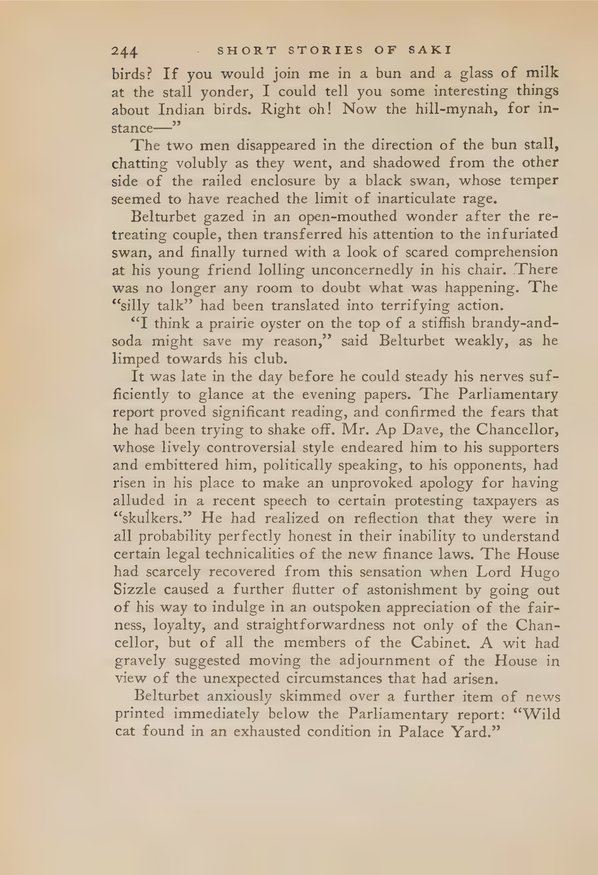 244 SHORT STORIES OF SAKI
birds? If you would join me in a bun and a glass of milk
at the stall yonder, I could tell you some interesting things
about Indian birds. Right oh! Now the hill-mynah, for in-
stance—”
The two men disappeared in the direction of the bun stall,
chatting volubly as they went, and shadowed from the other
side of the railed enclosure by a black swan, whose temper
seemed to have reached the limit of inarticulate rage.
Belturbet gazed in an open-mouthed wonder after the re-
treating couple, then transferred his attention to the infuriated
swan, and finally turned with a look of scared comprehension
at his young friend lolling unconcernedly in his chair. There
was no longer any room to doubt what was happening. The
“silly talk” had been translated into terrifying action.
“I think a prairie oyster on the top of a stiffish brandy-and-
soda might save my reason,” said Belturbet weakly, as he
limped towards his club.
It was late in the day before he could steady his nerves suf-
ficiently to glance at the evening papers. The Parliamentary
report proved significant reading, and confirmed the fears that
he had been trying to shake off. Mr. Ap Dave, the Chancellor,
whose lively controversial style endeared him to his supporters
and embittered him, politically speaking, to his opponents, had
risen in his place to make an unprovoked apology for having
alluded in a recent speech to certain protesting taxpayers as
“skulkers.” He had realized on reflection that they were in
all probability perfectly honest in their inability to understand
certain legal technicalities of the new finance laws. The House
had scarcely recovered from this sensation when Lord Hugo
Sizzle caused a further flutter of astonishment by going out
of his way to indulge in an outspoken appreciation of the fair-
ness, loyalty, and straightforwardness not only of the Chan-
cellor, but of all the members of the Cabinet. A wit had
gravely suggested moving the adjournment of the House in
view of the unexpected circumstances that had arisen.
Belturbet anxiously skimmed over a further item of news
printed immediately below the Parliamentary report: “Wild
cat found in an exhausted condition in Palace Yard.”